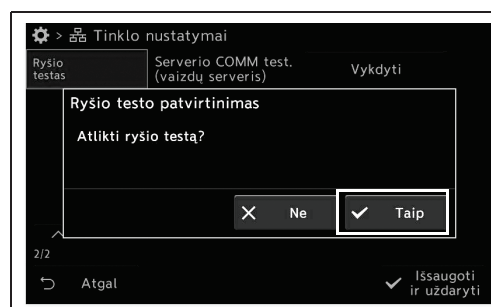 > Tinklo nustatymai
Ryšio
testas
Serverio COMM test.
(vaizdų serveris)
Vykdyti
Ryšio testo patvirtinimas
Atlikti ryšio testą?
Ne
Taip
2/2
Atgal
Išsaugoti
ir uždaryti